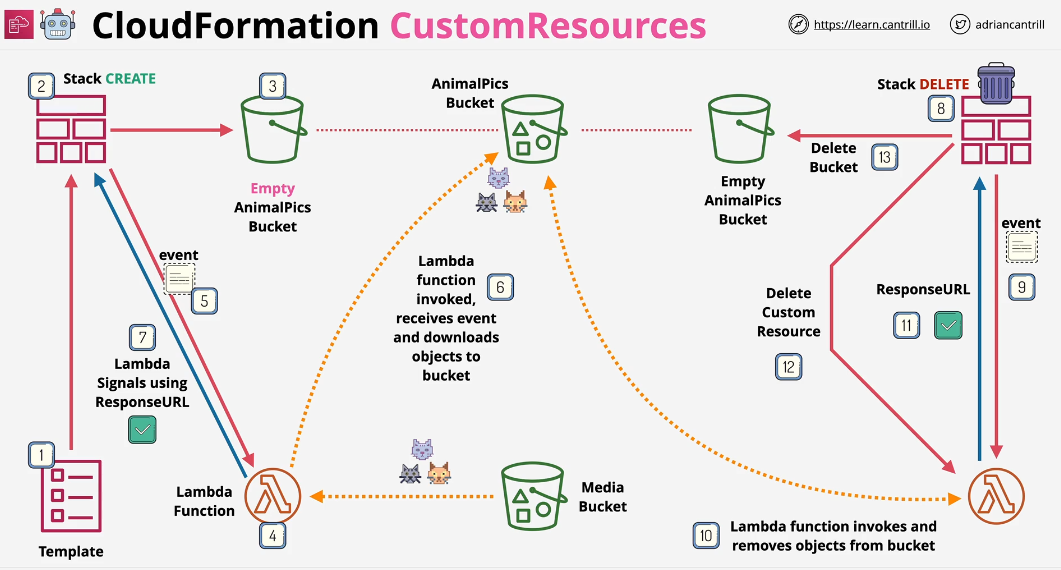 CloudFormation CustomResources
https://learn.cantrill.io
adriancantrill
2
Stack CREATE
3
Empty
AnimalPics
Bucket
AnimalPics
Bucket
Empty
AnimalPics
Bucket
Stack DELETE
8
Delete
Bucket
13
event
5
7
Lambda
Signals using
ResponseURL
Lambda
function
invoked,
receives event
and downloads
objects to
bucket
6
Delete
Custom
Resource
12
ResponseURL
11
event
9
1
Template
Lambda
Function
4
Media
Bucket
10
Lambda function invokes and
removes objects from bucket